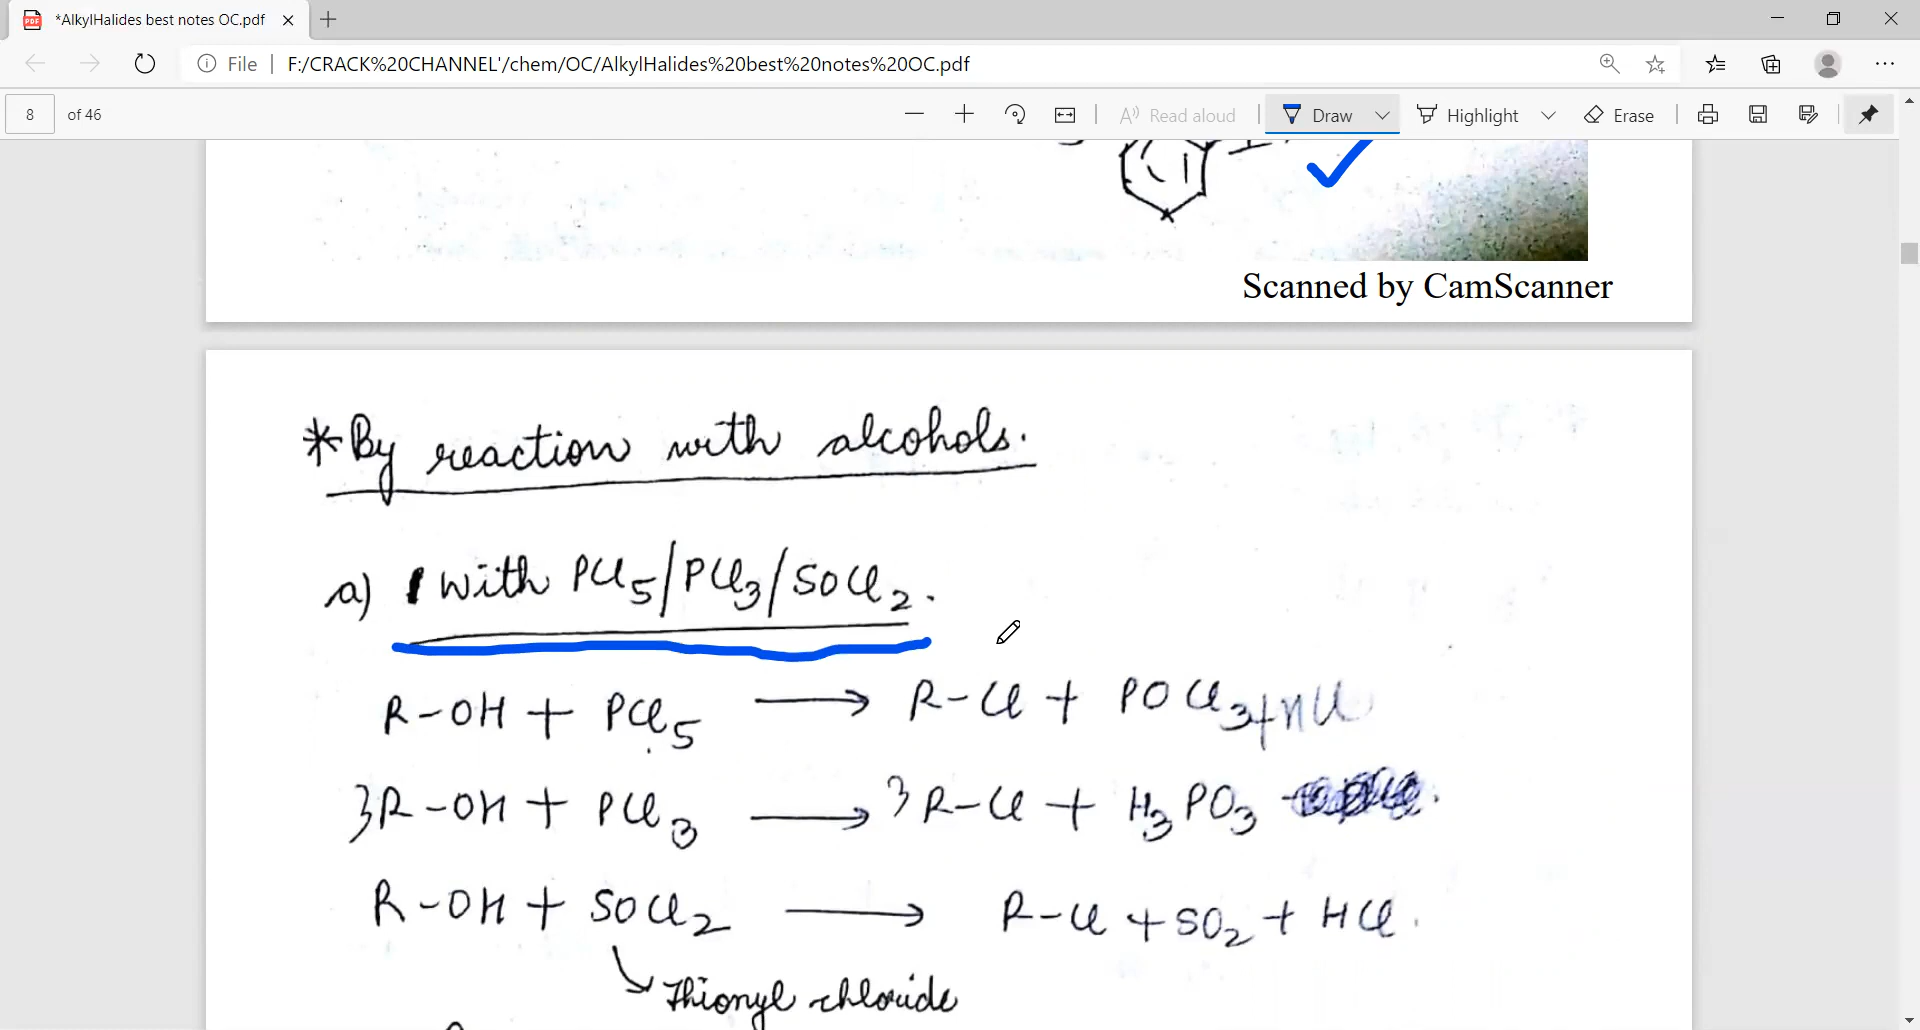 *AlkylHalides best notes OC.pdf
File F:/CRACK%20CHANNEL'/chem/OC/AlkylHalides%20best%20notes%20OC.pdf
8 of 46 Read aloud Draw Highlight Erase
Scanned by CamScanner
*By reaction with alcohols.
a) With PCl5/PCl3/SOCl2.
R-OH + PCl5 → R-Cl + POCl3 + HCl
3R-OH + PCl3 → 3R-Cl + H3PO3
R-OH + SOCl2 → R-Cl + SO2 + HCl.
Thionyl chloride